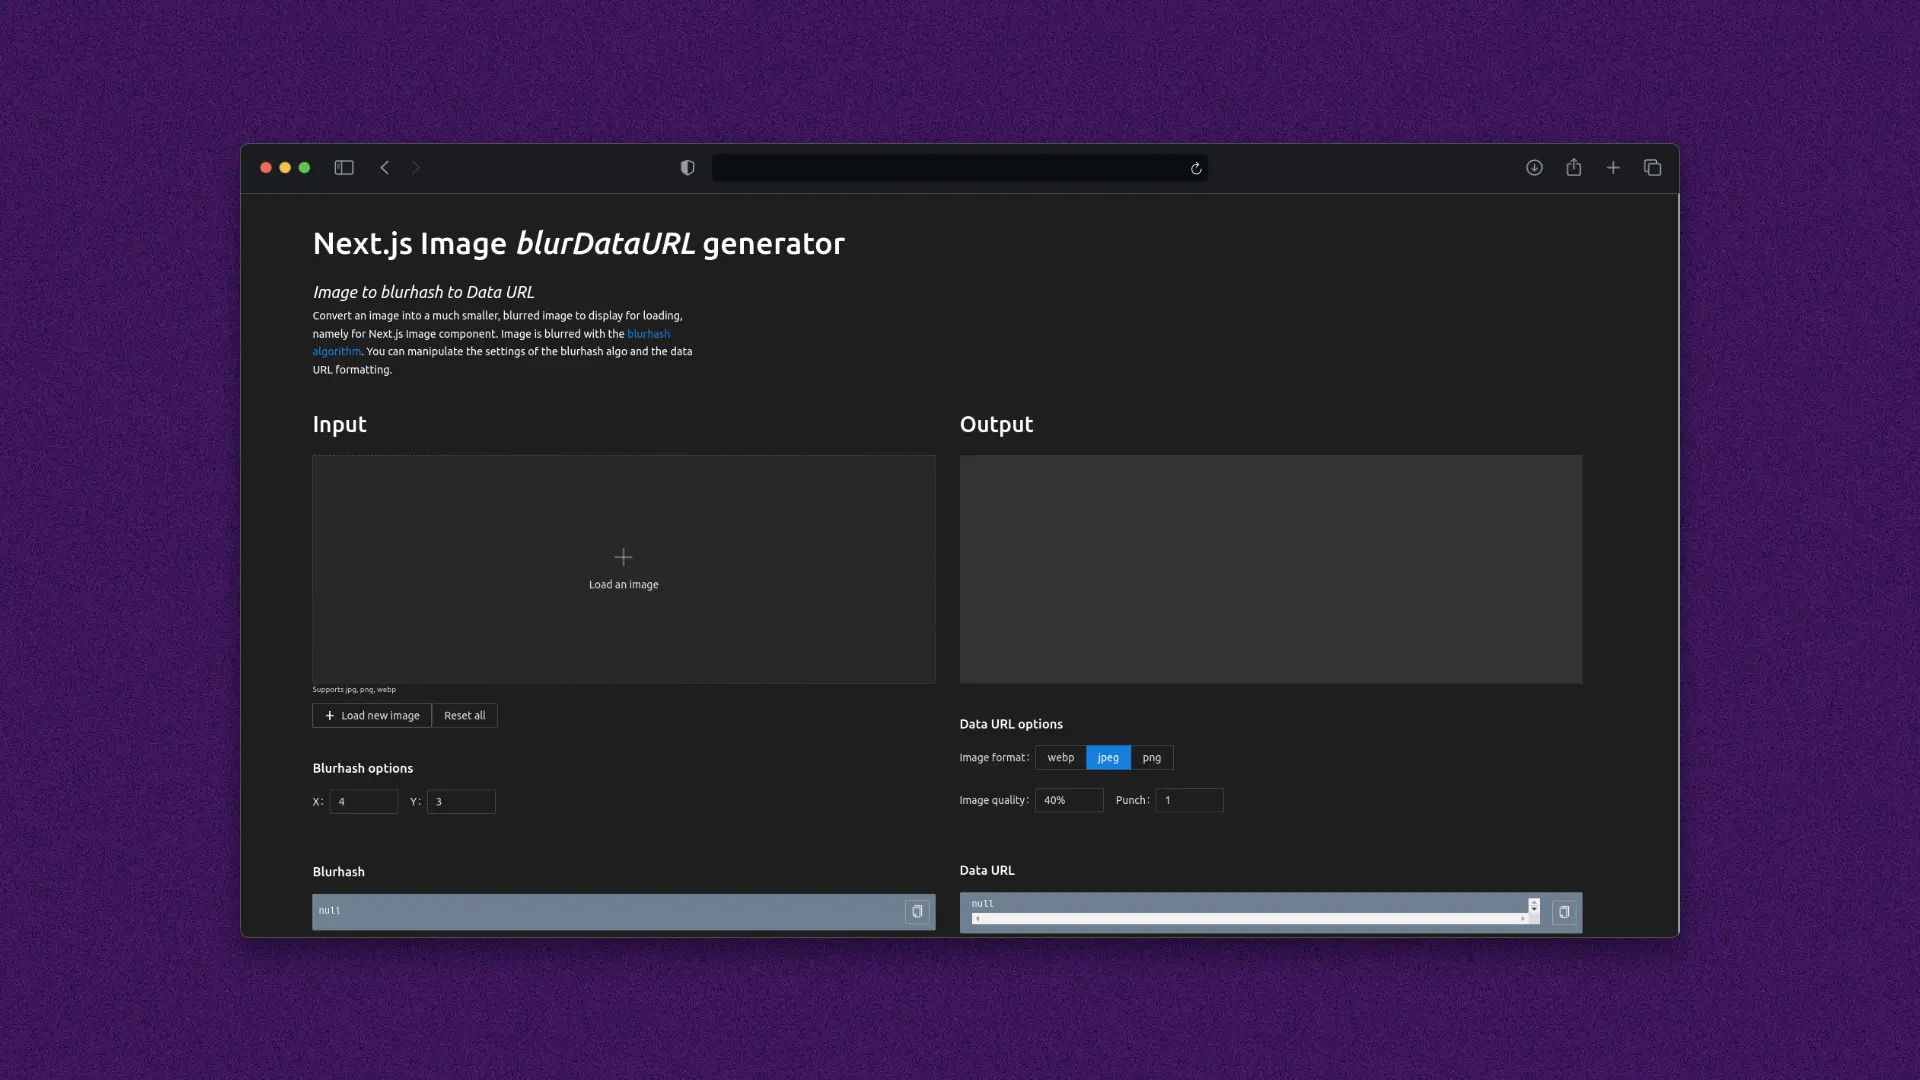 Next.js Image blurDataURL generator
Image to blurhash to Data URL
Convert an image into a much smaller, blurred image to display for loading,
namely for Next.js Image component. Image is blurred with the blurhash
algorithm. You can manipulate the settings of the blurhash algo and the data
URL formatting.
Input
Load an image
Supports jpg, png, webp
Load new image
Reset all
Blurhash options
X: 4 Y: 3
Blurhash
null
Output
Data URL options
Image format: webp jpeg png
Image quality: 40% Punch: 1
Data URL
null